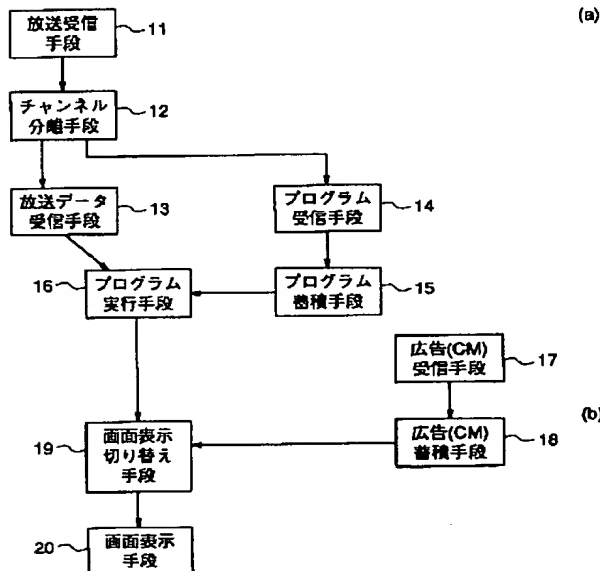 (a)
放送受信
手段
11
チャンネル
分離手段
12
放送データ
受信手段
13
プログラム
受信手段
14
プログラム
実行手段
16
プログラム
蓄積手段
15
広告(CM)
受信手段
17
(b)
画面表示
切り替え
手段
19
広告(CM)
蓄積手段
18
画面表示
手段
20